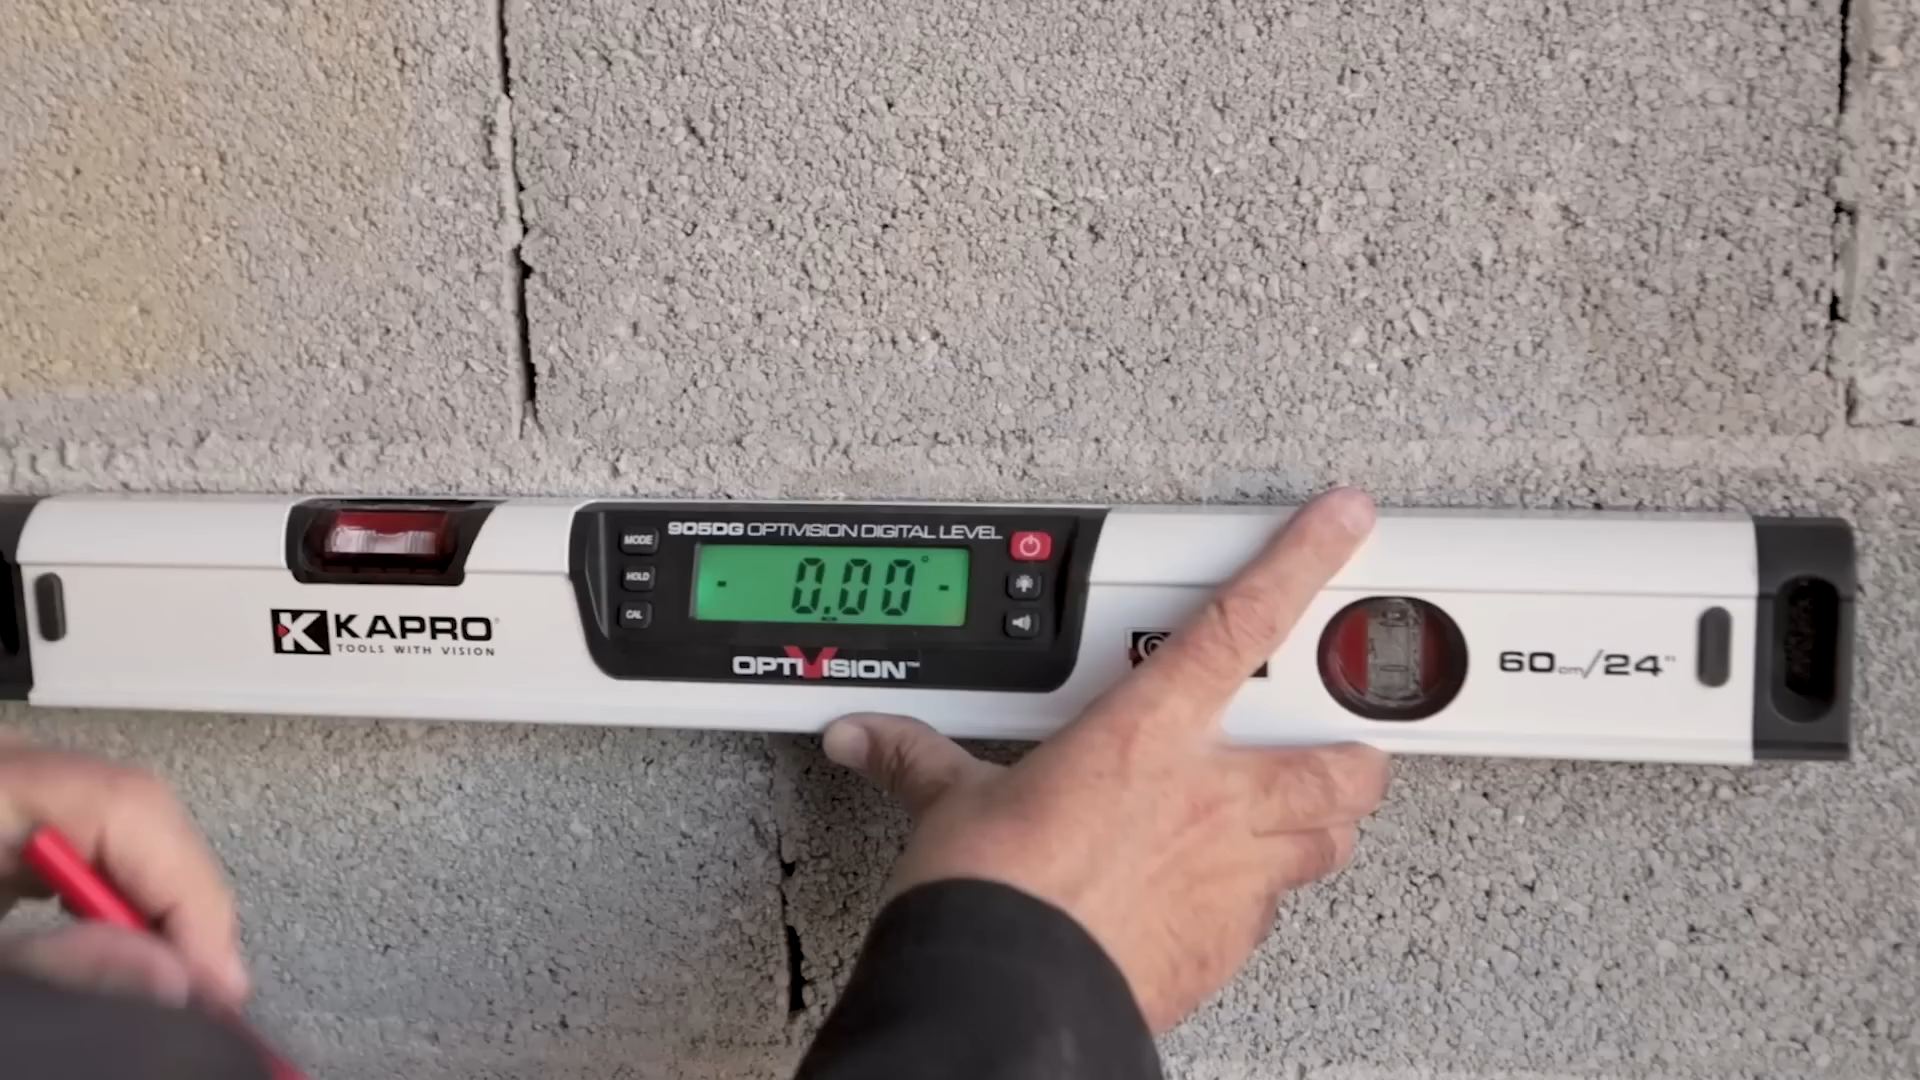 905DG OPTIVISION DIGITAL LEVEL
MODE
HOLD
CAL
- 0.00° -
OPTIVISION™
K KAPRO®
TOOLS WITH VISION
60cm/24"